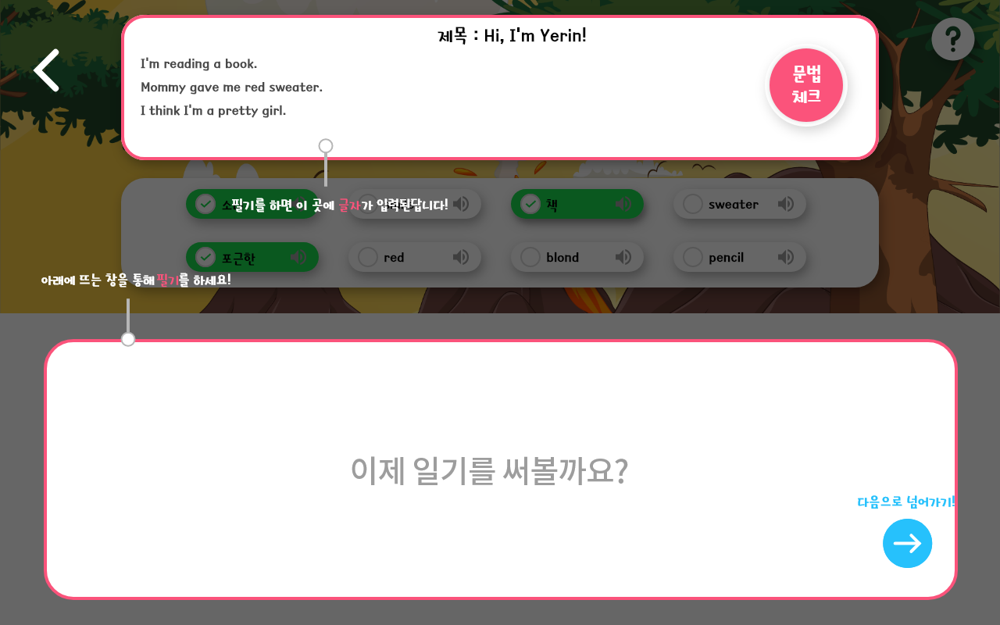 제목 : Hi, I'm Yerin!
?
I'm reading a book.
Mommy gave me red sweater.
I think I'm a pretty girl.
문법
체크
필기를 하면 이 곳에 글자가 입력된답니다!
책
sweater
포근한
red
blond
pencil
아래에 뜨는 창을 통해 필기를 하세요!
이제 일기를 써볼까요?
다음으로 넘어가기!